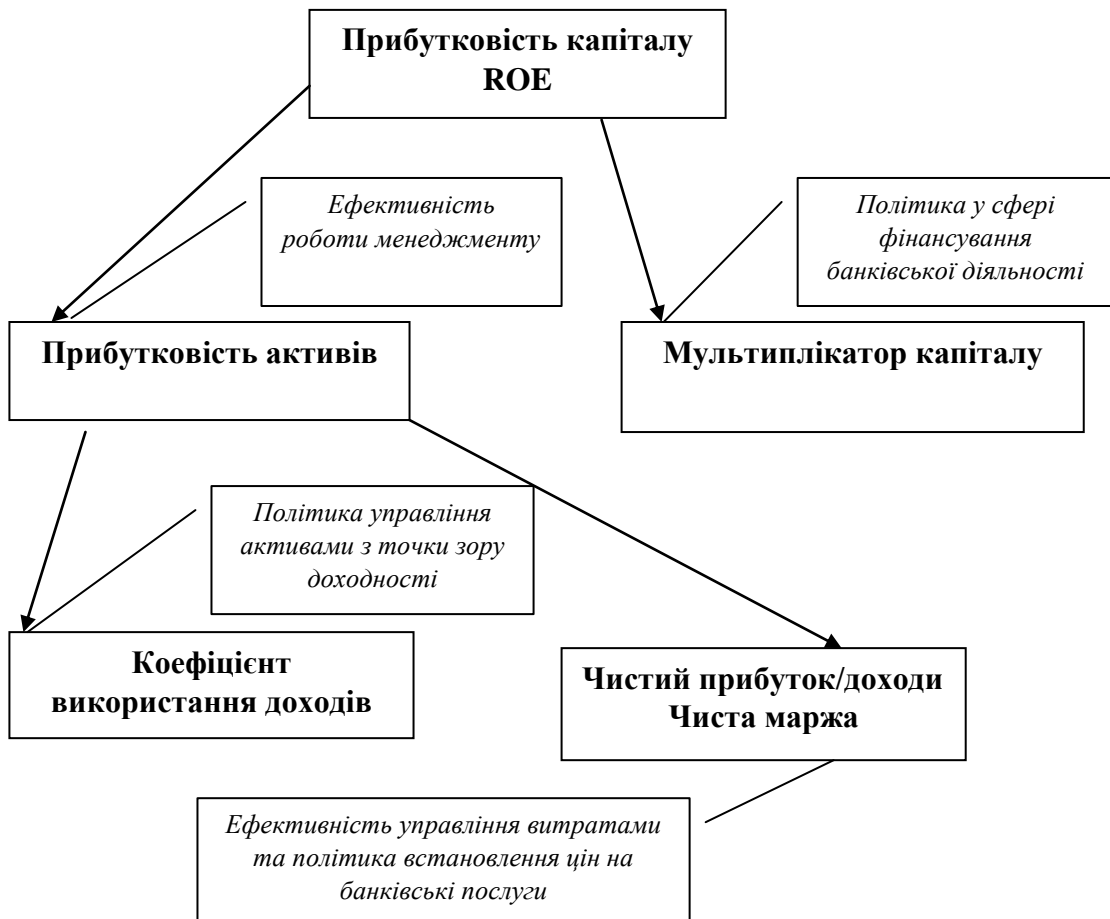 Прибутковість капіталу
ROE
Ефективність
роботи менеджменту
Політика у сфері
фінансування
банківської діяльності
Прибутковість активів
Мультиплікатор капіталу
Політика управління
активами з точки зору
доходності
Коефіцієнт
використання доходів
Чистий прибуток/доходи
Чиста маржа
Ефективність управління витратами
та політика встановлення цін на
банківські послуги